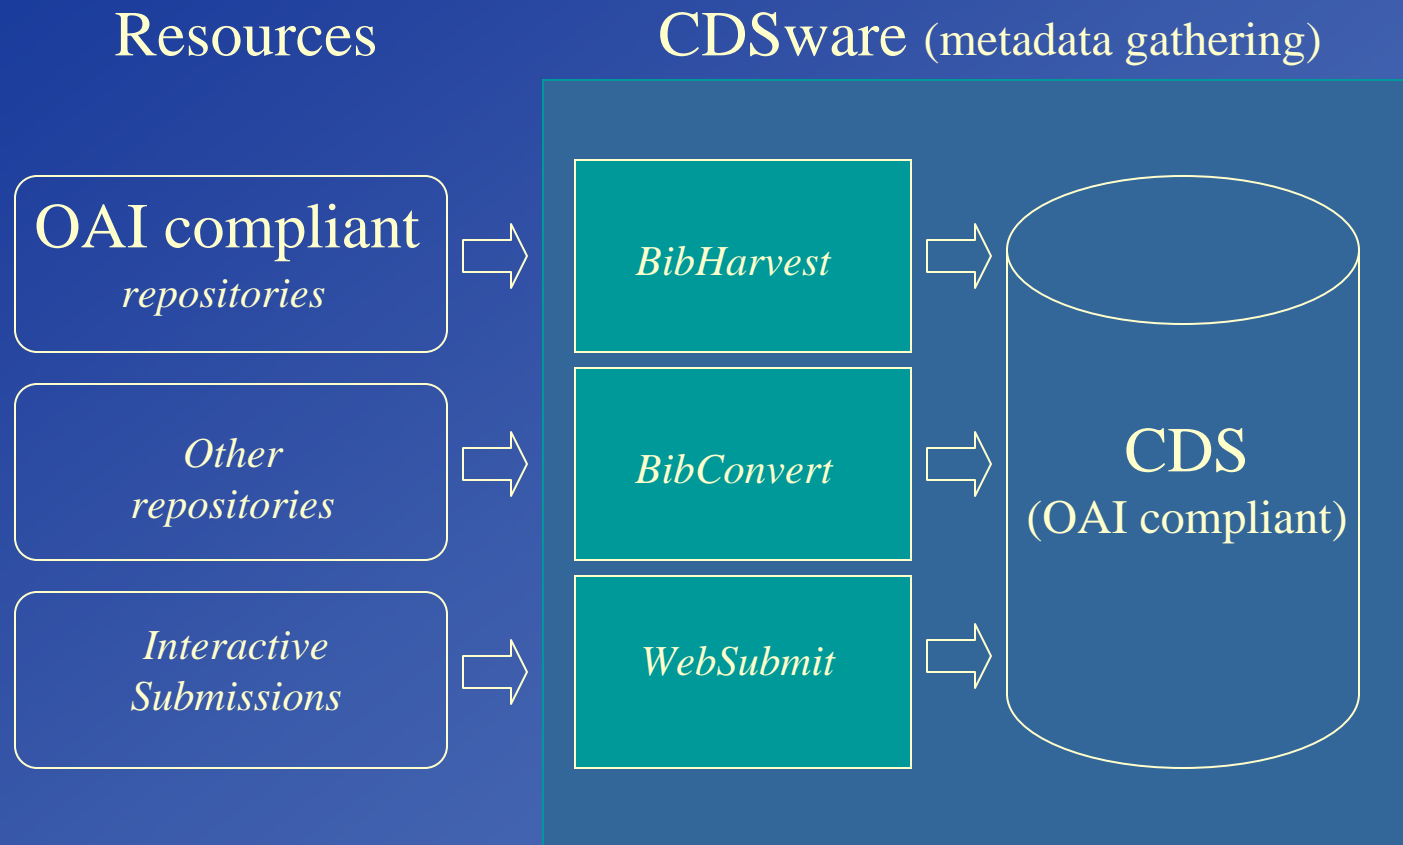 Resources
CDSware (metadata gathering)
OAI compliant
repositories
BibHarvest
Other
repositories
BibConvert
CDS
(OAI compliant)
Interactive
Submissions
WebSubmit